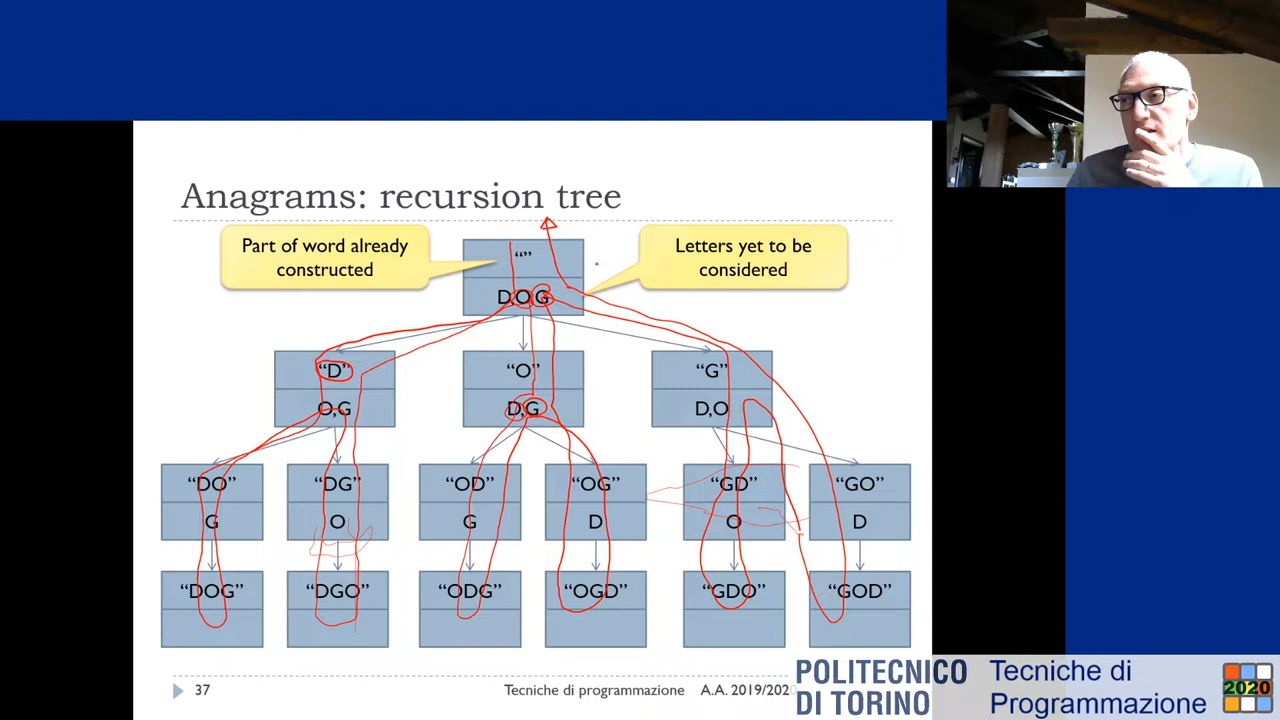 Anagrams: recursion tree
Part of word already
constructed
“”
D,O,G
Letters yet to be
considered
“D”
O,G
“O”
D,G
“G”
D,O
“DO”
G
“DG”
O
“OD”
G
“OG”
D
“GD”
O
“GO”
D
“DOG”
“DGO”
“ODG”
“OGD”
“GDO”
“GOD”
37
Tecniche di programmazione A.A. 2019/2020
POLITECNICO
DI TORINO
Tecniche di
Programmazione
2020